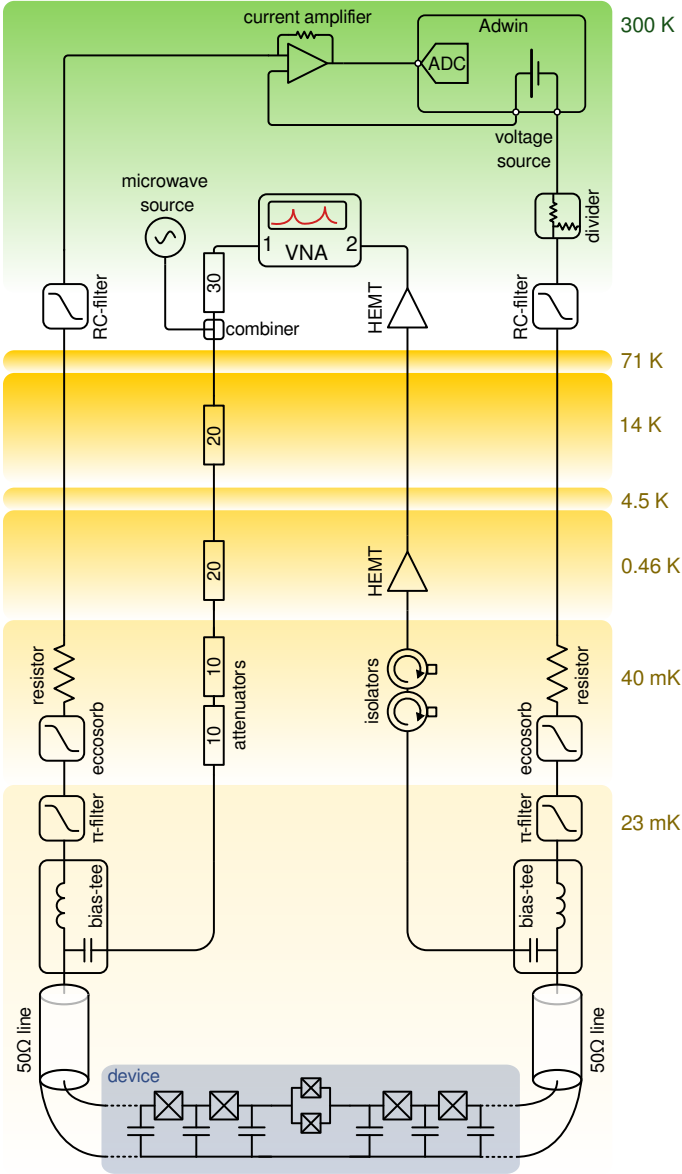 current amplifier
Adwin
300 K
ADC
voltage
source
microwave
source
1
2
VNA
divider
30
RC-filter
combiner
HEMT
RC-filter
71 K
20
14 K
4.5 K
20
HEMT
0.46 K
resistor
10
attenuators
isolators
resistor
40 mK
eccosorb
10
eccosorb
π-filter
π-filter
23 mK
bias-tee
bias-tee
50Ω line
50Ω line
device